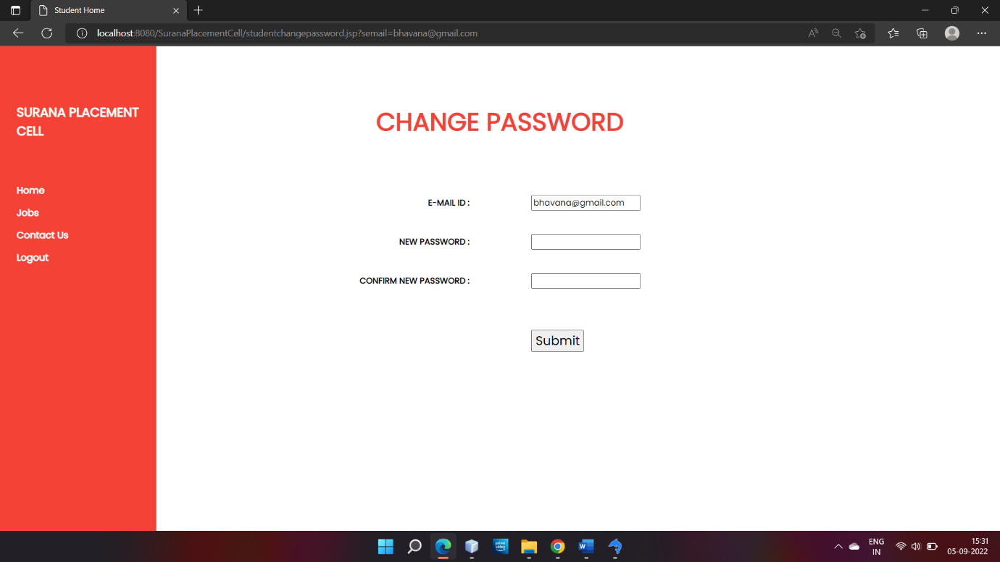 Student Home
localhost:8080/SuranaPlacementCell/studentchangepassword.jsp?semail=bhavana@gmail.com
SURANA PLACEMENT
CELL
Home
Jobs
Contact Us
Logout
CHANGE PASSWORD
E-MAIL ID :
bhavana@gmail.com
NEW PASSWORD :
CONFIRM NEW PASSWORD :
Submit
prime video
W
ENG
IN
15:31
05-09-2022